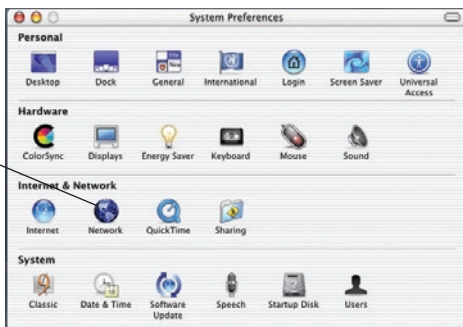 System Preferences
Personal
Desktop Dock General International Login Screen Saver Universal Access
Hardware
ColorSync Displays Energy Saver Keyboard Mouse Sound
Internet & Network
Internet Network QuickTime Sharing
System
Classic Date & Time Software Update Speech Startup Disk Users